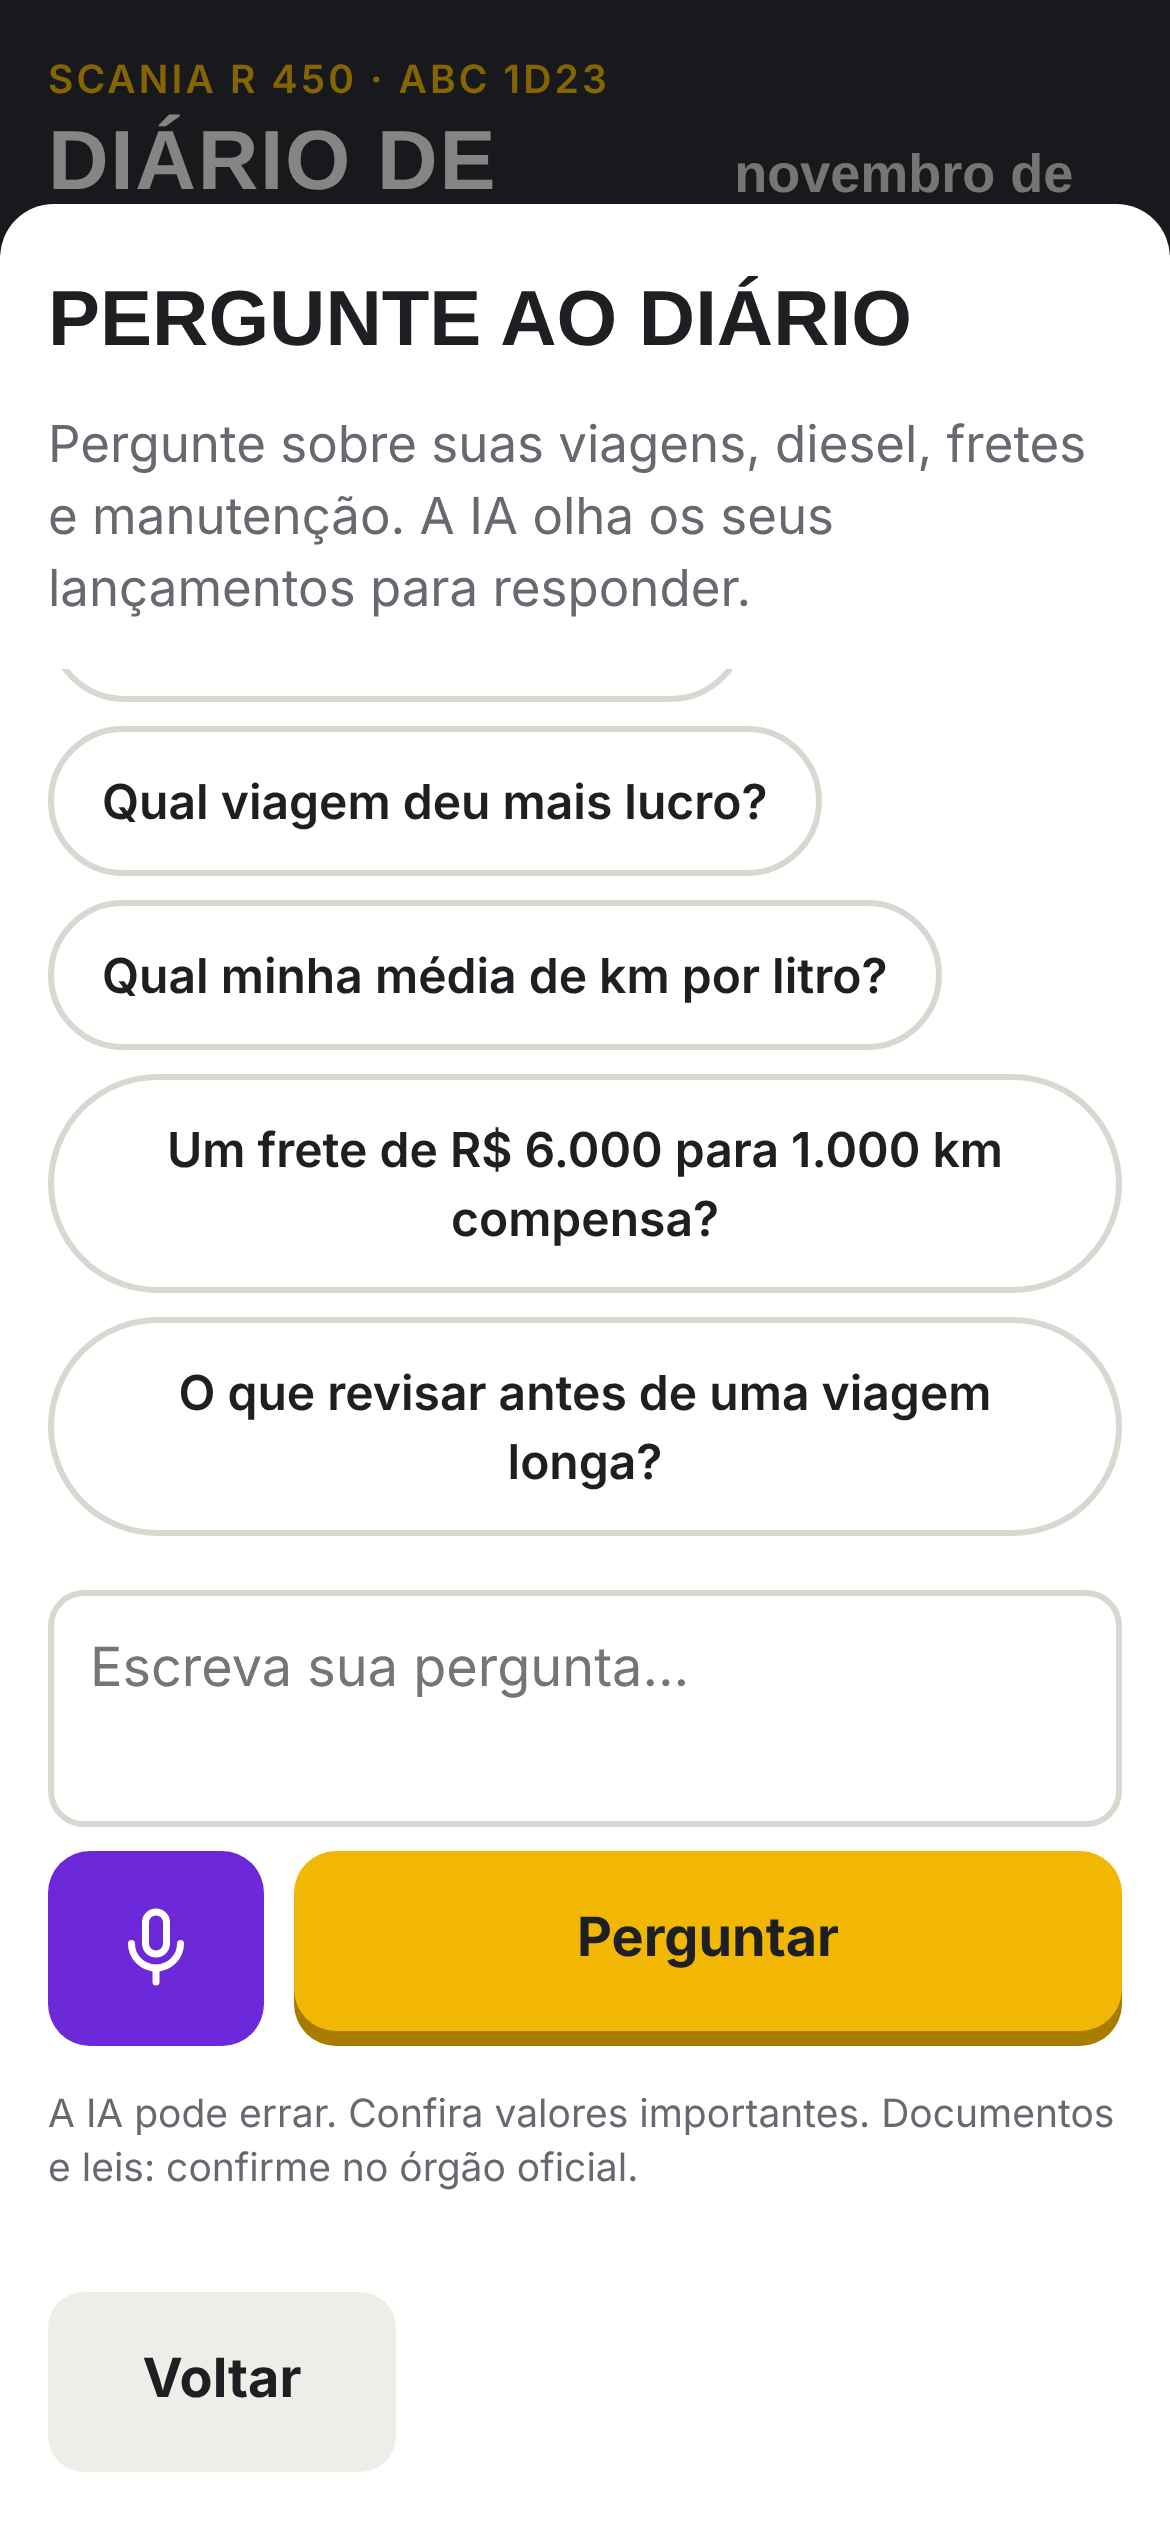 SCANIA R 450 · ABC 1D23
DIÁRIO DE
novembro de
PERGUNTE AO DIÁRIO
Pergunte sobre suas viagens, diesel, fretes
e manutenção. A IA olha os seus
lançamentos para responder.
Qual viagem deu mais lucro?
Qual minha média de km por litro?
Um frete de R$ 6.000 para 1.000 km
compensa?
O que revisar antes de uma viagem
longa?
Escreva sua pergunta...
Perguntar
A IA pode errar. Confira valores importantes. Documentos
e leis: confirme no órgão oficial.
Voltar